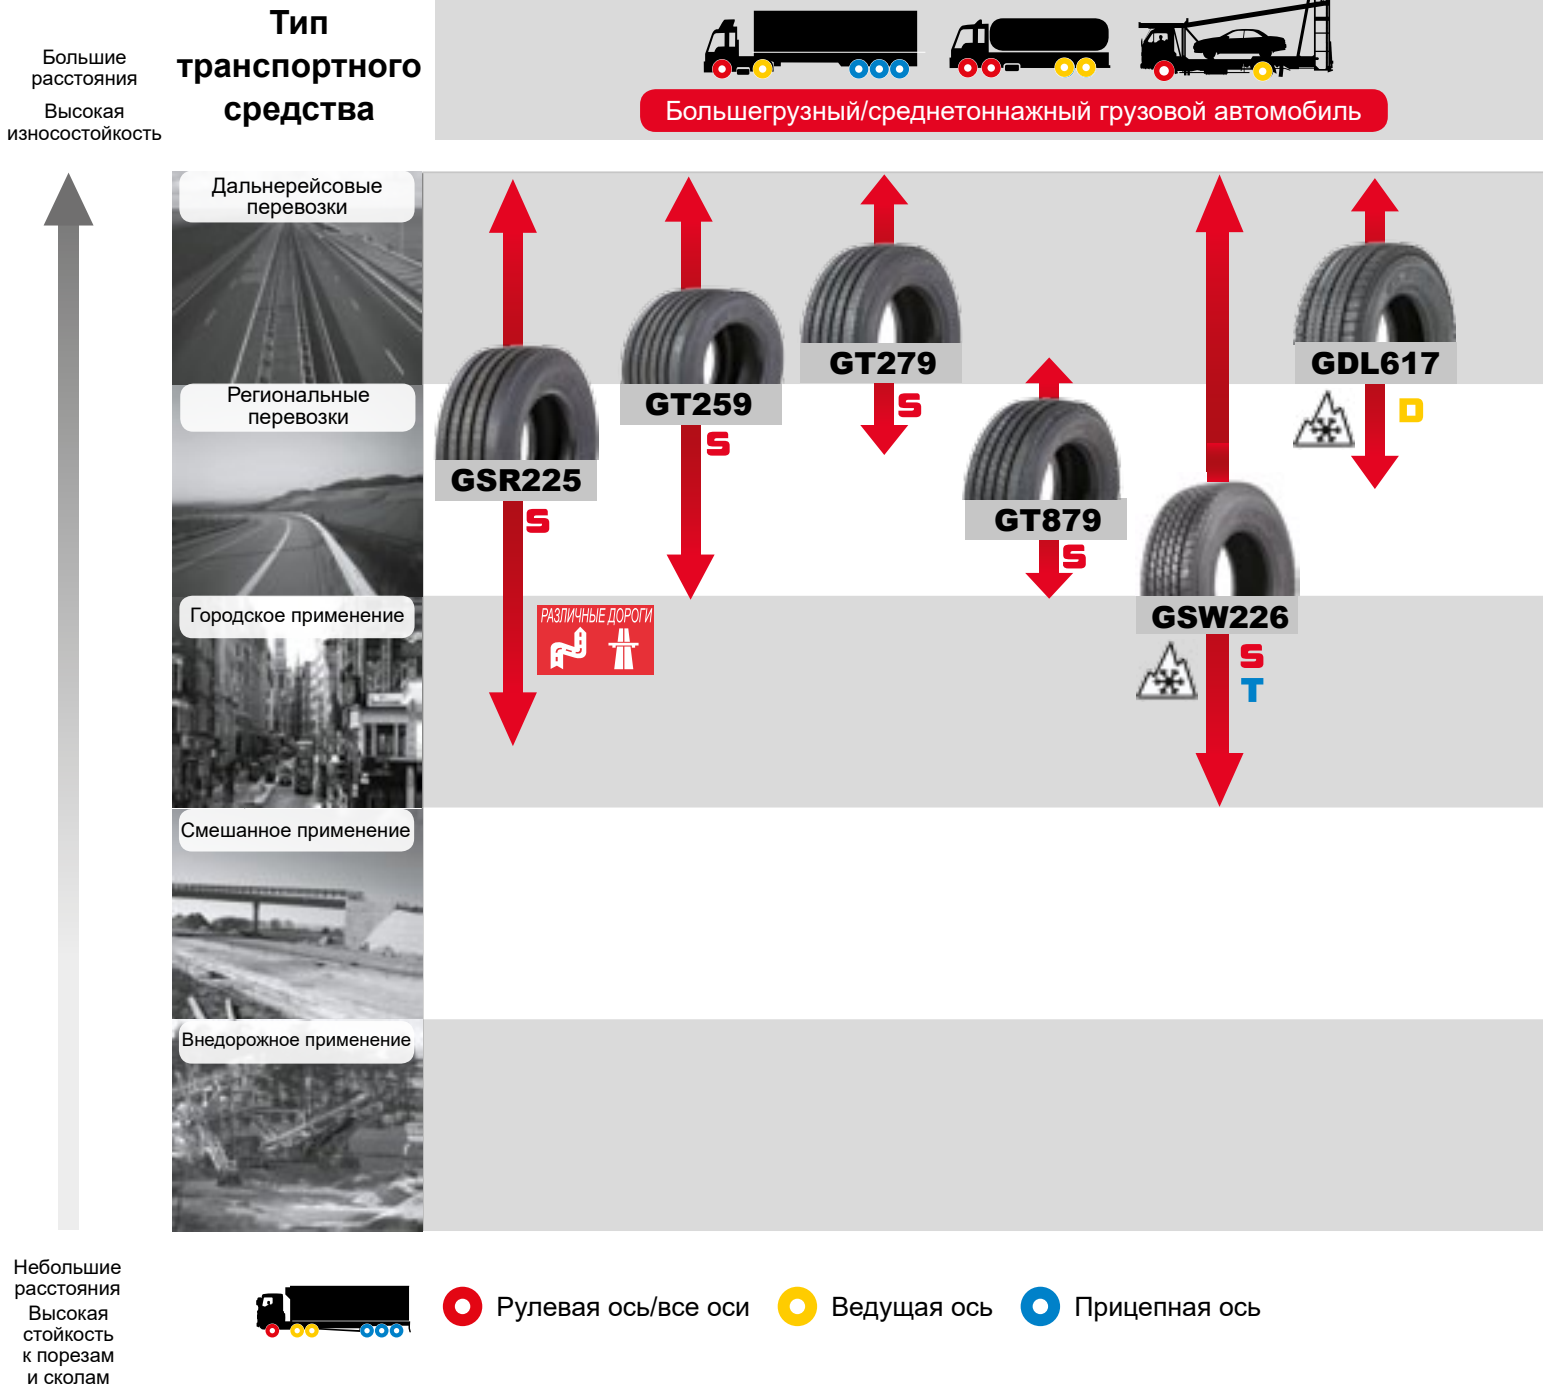 Большие
расстояния
Высокая
износостойкость
Тип
транспортного
средства
Большегрузный/среднетоннажный грузовой автомобиль
Дальнерейсовые
перевозки
Региональные
перевозки
Городское применение
Смешанное применение
Внедорожное применение
GSR225
S
GT259
S
GT279
S
GT879
S
GSW226
S
T
GDL617
D
РАЗЛИЧНЫЕ ДОРОГИ
Небольшие
расстояния
Высокая
стойкость
к порезам
и сколам
Рулевая ось/все оси
Ведущая ось
Прицепная ось